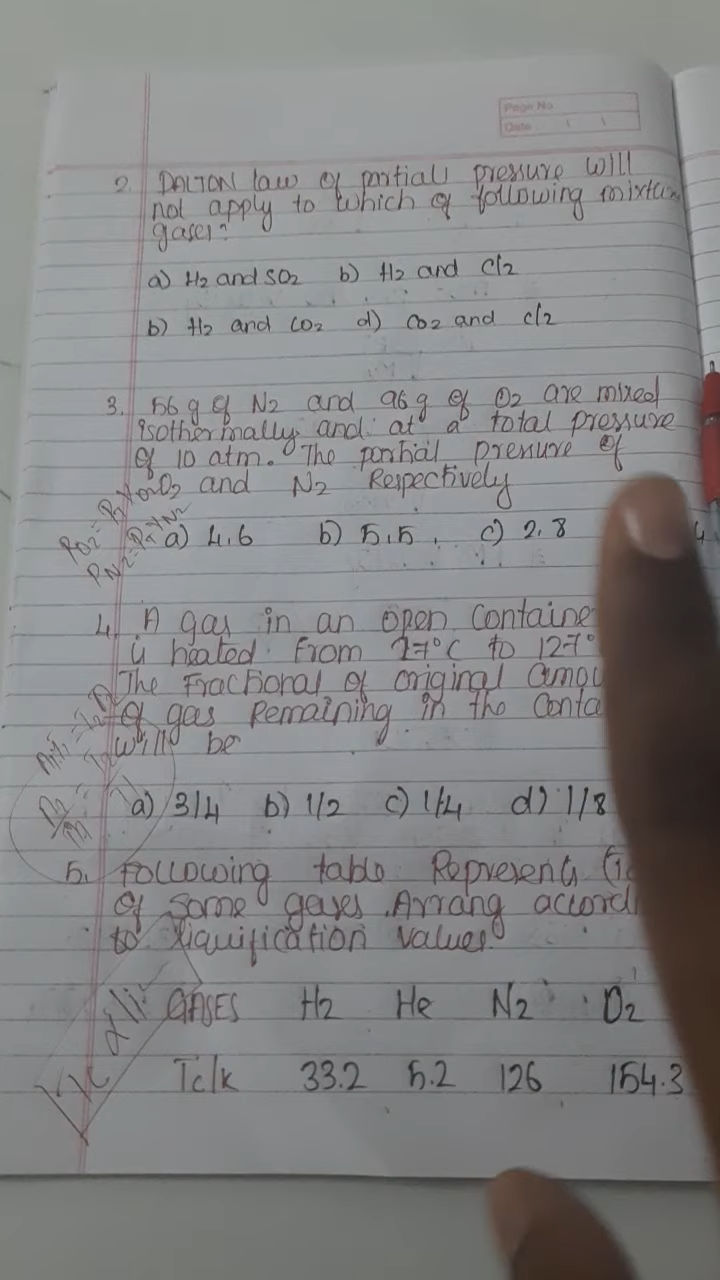 Page No
Date
2. DALTON law of partial pressure will
not apply to which of following mixture
gases?
a) H2 and SO2 b) H2 and Cl2
b) H2 and CO2 d) CO2 and Cl2
3. 56 g of N2 and 96 g of O2 are mixed
isothermally and at a total pressure
of 10 atm. The partial pressure of
O2 and N2 Respectively
a) 4,6 b) 5,5, c) 2,8
4. A gas in an open Containe
is heated from 27°C to 127°
The Fractional of original amou
of gas Remaining in the Conta
will be
a) 3/4 b) 1/2 c) 1/4 d) 1/8
5. Following table Represents
of some gases. Arrang accordi
to liquification values.
GASES H2 He N2 O2
Tc/k 33.2 5.2 126 154.3